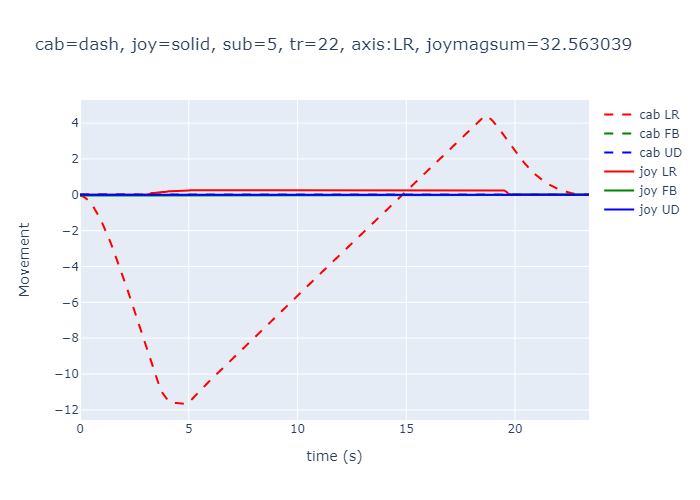 cab=dash, joy=solid, sub=5, tr=22, axis:LR, joymagsum=32.563039
cab LR
cab FB
cab UD
joy LR
joy FB
joy UD
Movement
4
2
0
−2
−4
−6
−8
−10
−12
0 5 10 15 20
time (s)